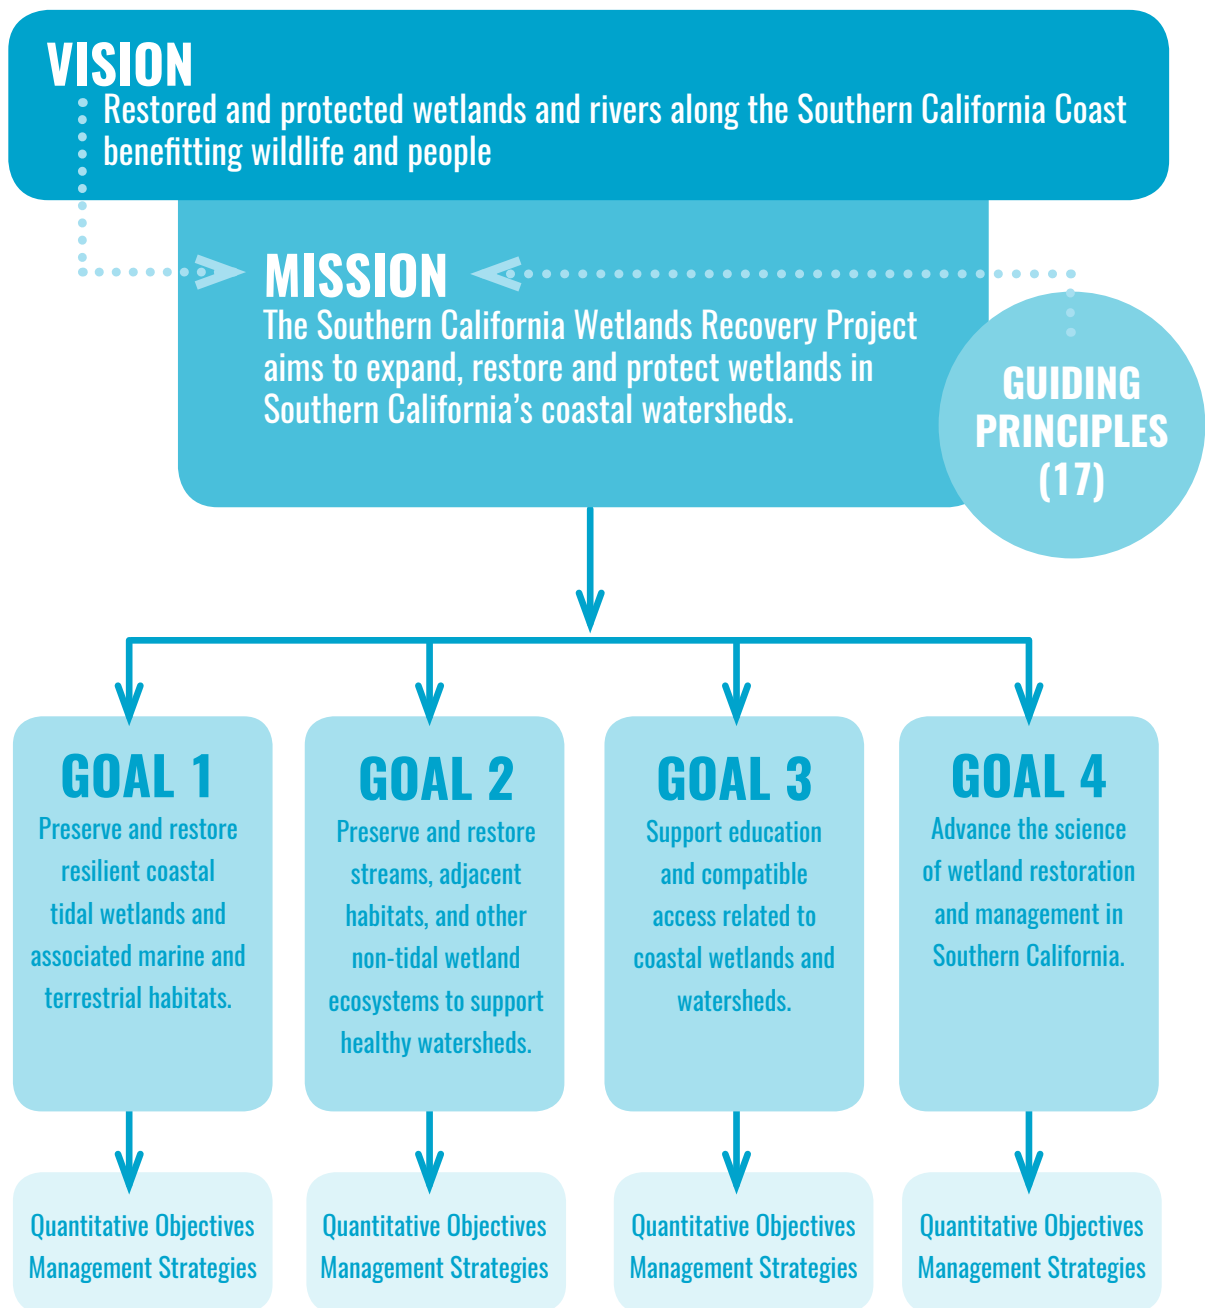 VISION
Restored and protected wetlands and rivers along the Southern California Coast
benefitting wildlife and people
MISSION
The Southern California Wetlands Recovery Project
aims to expand, restore and protect wetlands in
Southern California’s coastal watersheds.
GUIDING
PRINCIPLES
(17)
GOAL 1
Preserve and restore
resilient coastal
tidal wetlands and
associated marine and
terrestrial habitats.
GOAL 2
Preserve and restore
streams, adjacent
habitats, and other
non-tidal wetland
ecosystems to support
healthy watersheds.
GOAL 3
Support education
and compatible
access related to
coastal wetlands and
watersheds.
GOAL 4
Advance the science
of wetland restoration
and management in
Southern California.
Quantitative Objectives
Management Strategies
Quantitative Objectives
Management Strategies
Quantitative Objectives
Management Strategies
Quantitative Objectives
Management Strategies